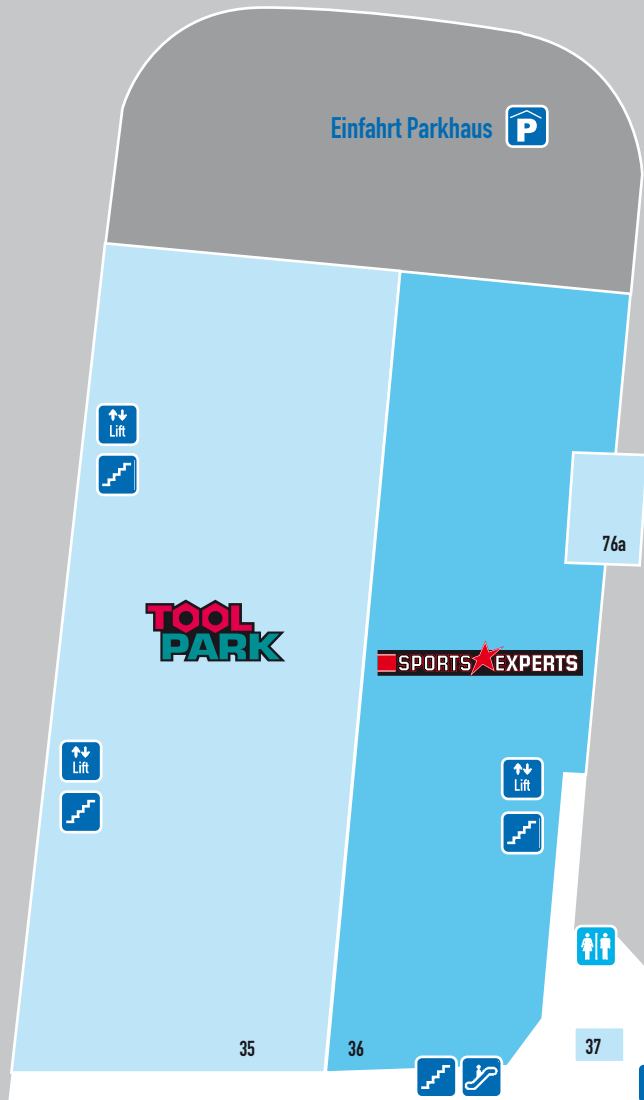 Einfahrt Parkhaus P
Lift
76a
TOOL
PARK
SPORTS EXPERTS
Lift
Lift
35
36
37